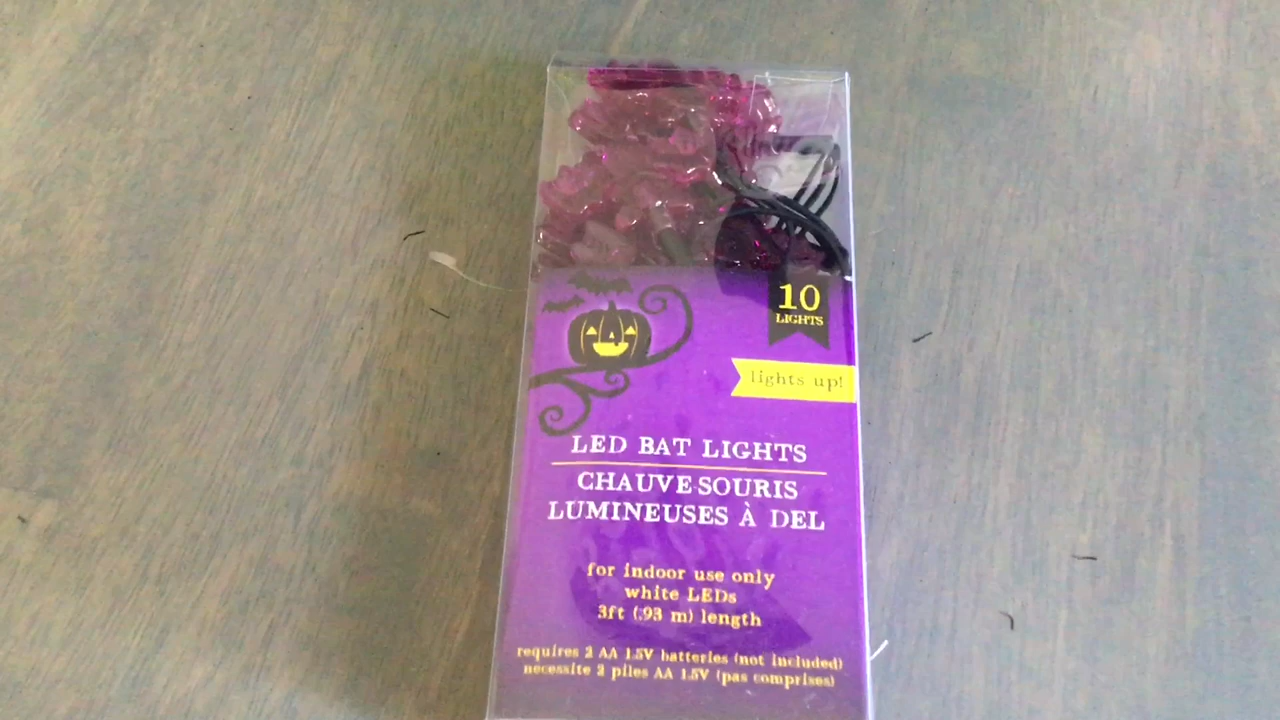 10
LIGHTS
lights up!
LED BAT LIGHTS
CHAUVE-SOURIS
LUMINEUSES À DEL
for indoor use only
white LEDs
3ft (.93 m) length
requires 2 AA 1.5V batteries (not included)
necessite 2 piles AA 1.5V (pas comprises)